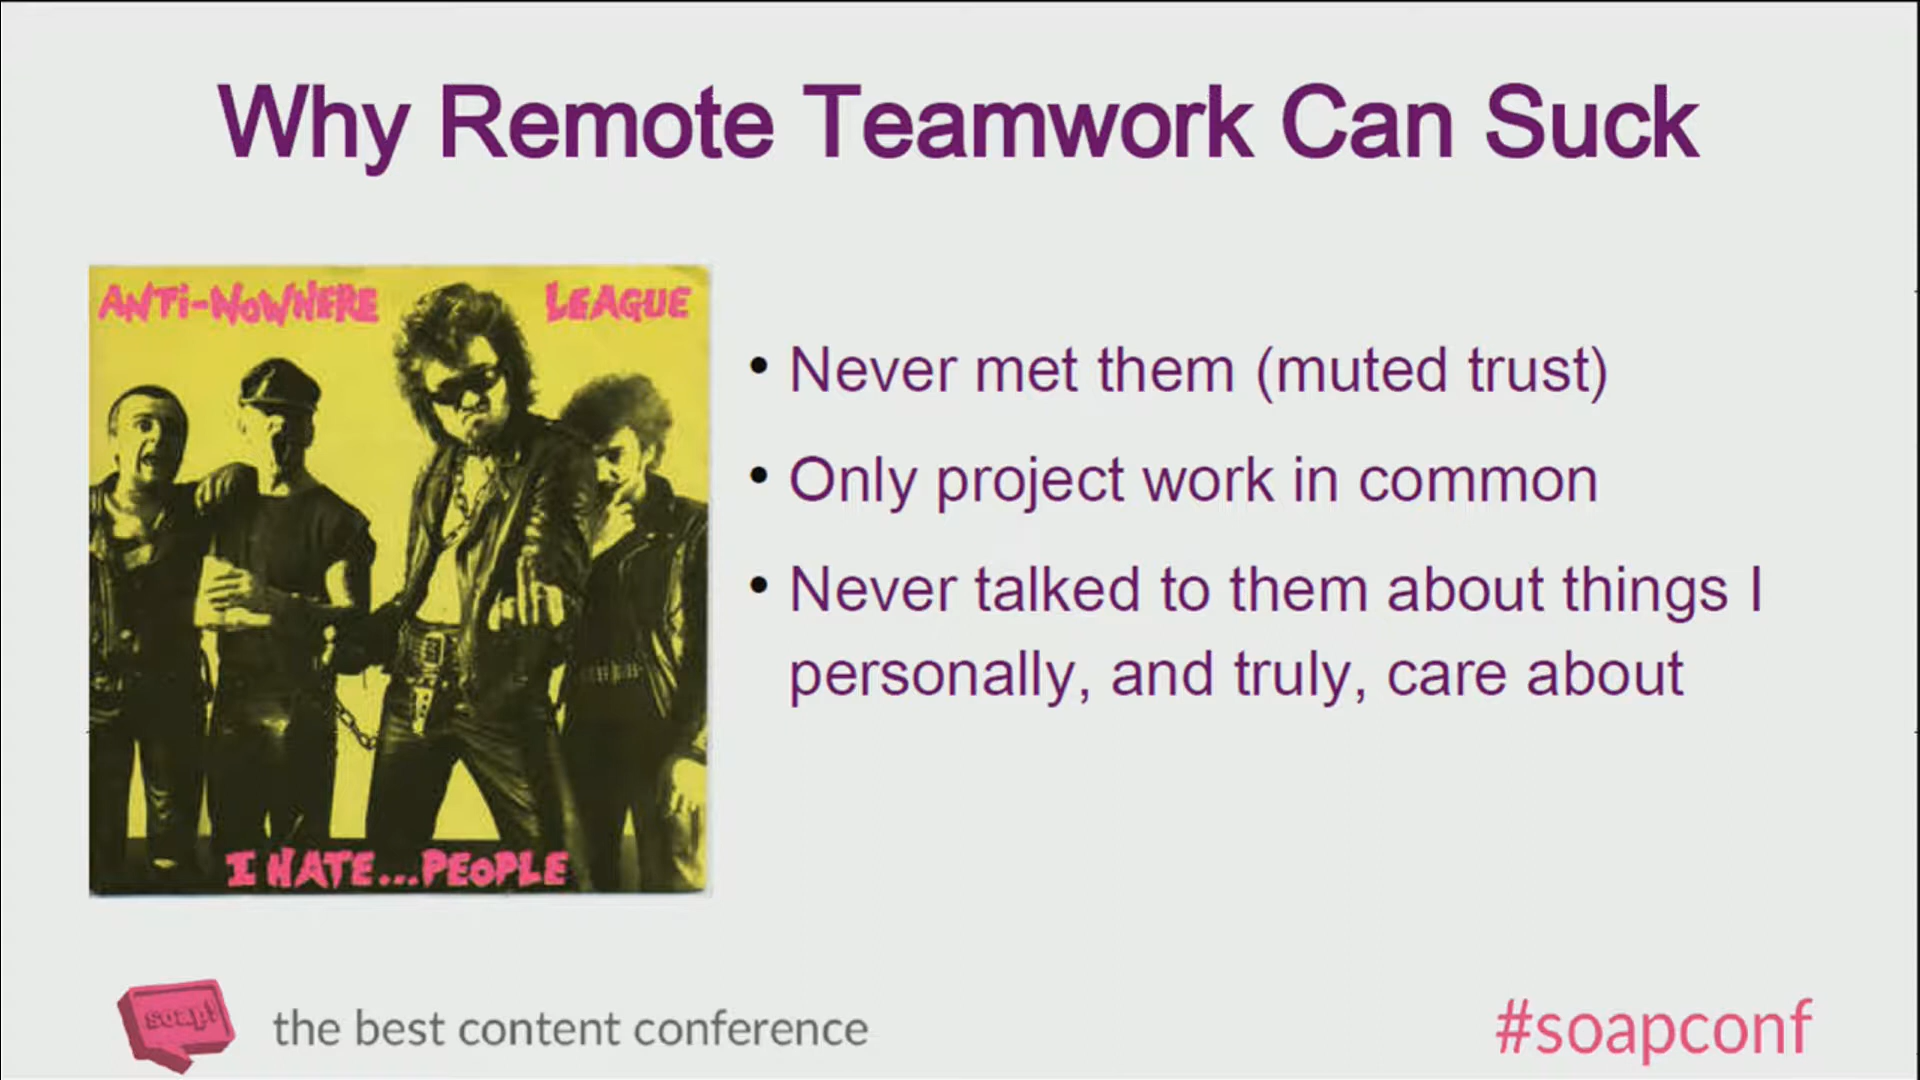 Why Remote Teamwork Can Suck
ANTi-NOWHERE LEAGUE
• Never met them (muted trust)
• Only project work in common
• Never talked to them about things I
personally, and truly, care about
I HATE...PEOPLE
soap!
the best content conference
#soapconf